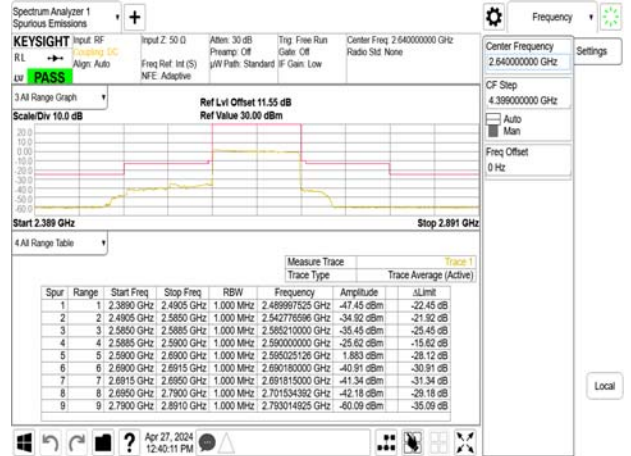 Spectrum Analyzer 1
Spurious Emissions
Frequency
Settings
KEYSIGHT
RL
PASS
Input: RF
Coupling: DC
Align: Auto
Input Z: 50 Ω
Freq Ref: Int (S)
NFE: Adaptive
Atten: 30 dB
Preamp: Off
µW Path: Standard
Trig: Free Run
Gate: Off
IF Gain: Low
Center Freq: 2.640000000 GHz
Radio Std: None
Center Frequency
2.640000000 GHz
CF Step
4.399000000 GHz
Auto
Man
Freq Offset
0 Hz
3 All Range Graph
Scale/Div 10.0 dB
Ref Lvl Offset 11.55 dB
Ref Value 30.00 dBm
20.0
10.0
0.00
-10.0
-20.0
-30.0
-40.0
-50.0
-60.0
Start 2.389 GHz
Stop 2.891 GHz
4 All Range Table
Measure Trace Trace 1
Trace Type Trace Average (Active)
Spur Range Start Freq Stop Freq RBW Frequency Amplitude ΔLimit
1 1 2.3890 GHz 2.4905 GHz 1.000 MHz 2.489997525 GHz -47.45 dBm -22.45 dB
2 2 2.4905 GHz 2.5850 GHz 1.000 MHz 2.542776596 GHz -34.92 dBm -21.92 dB
3 3 2.5850 GHz 2.5885 GHz 1.000 MHz 2.585210000 GHz -35.45 dBm -25.45 dB
4 4 2.5885 GHz 2.5900 GHz 1.000 MHz 2.590000000 GHz -25.62 dBm -15.62 dB
5 5 2.5900 GHz 2.6900 GHz 1.000 MHz 2.595025126 GHz 1.883 dBm -28.12 dB
6 6 2.6900 GHz 2.6915 GHz 1.000 MHz 2.690180000 GHz -40.91 dBm -30.91 dB
7 7 2.6915 GHz 2.6950 GHz 1.000 MHz 2.691815000 GHz -41.34 dBm -31.34 dB
8 8 2.6950 GHz 2.7900 GHz 1.000 MHz 2.701534392 GHz -42.18 dBm -29.18 dB
9 9 2.7900 GHz 2.8910 GHz 1.000 MHz 2.793014925 GHz -60.09 dBm -35.09 dB
Local
Apr 27, 2024
12:40:11 PM